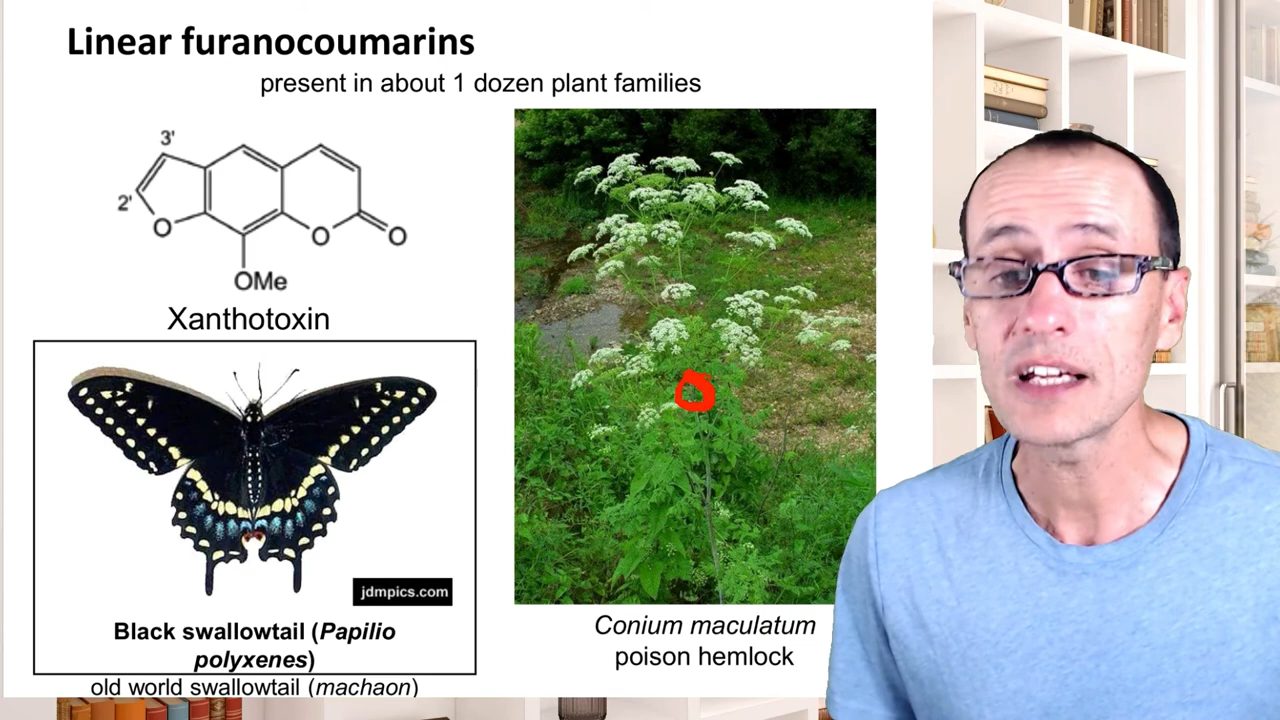 Linear furanocoumarins
present in about 1 dozen plant families
3'
2'
O
O
O
OMe
Xanthotoxin
jdmpics.com
Black swallowtail (Papilio
polyxenes)
old world swallowtail (machaon)
Conium maculatum
poison hemlock